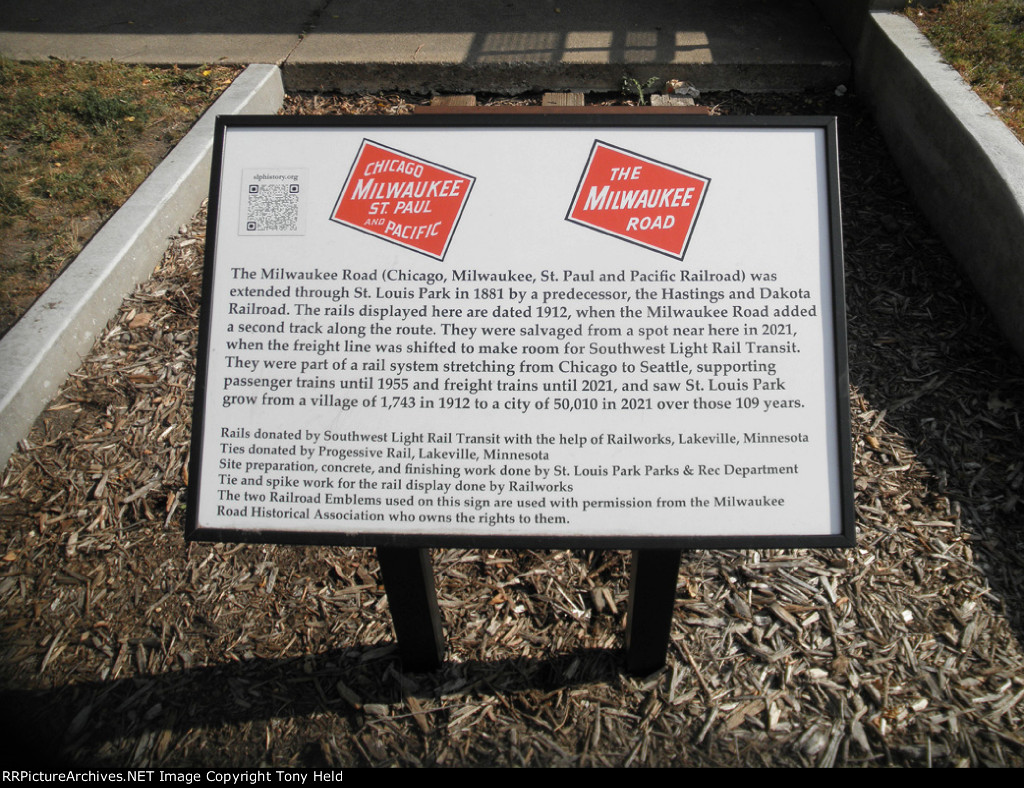 slphistory.org
CHICAGO
MILWAUKEE
ST. PAUL
AND PACIFIC
THE
MILWAUKEE
ROAD
The Milwaukee Road (Chicago, Milwaukee, St. Paul and Pacific Railroad) was
extended through St. Louis Park in 1881 by a predecessor, the Hastings and Dakota
Railroad. The rails displayed here are dated 1912, when the Milwaukee Road added
a second track along the route. They were salvaged from a spot near here in 2021,
when the freight line was shifted to make room for Southwest Light Rail Transit.
They were part of a rail system stretching from Chicago to Seattle, supporting
passenger trains until 1955 and freight trains until 2021, and saw St. Louis Park
grow from a village of 1,743 in 1912 to a city of 50,010 in 2021 over those 109 years.
Rails donated by Southwest Light Rail Transit with the help of Railworks, Lakeville, Minnesota
Ties donated by Progessive Rail, Lakeville, Minnesota
Site preparation, concrete, and finishing work done by St. Louis Park Parks & Rec Department
Tie and spike work for the rail display done by Railworks
The two Railroad Emblems used on this sign are used with permission from the Milwaukee
Road Historical Association who owns the rights to them.
RRPictureArchives.NET Image Copyright Tony Held